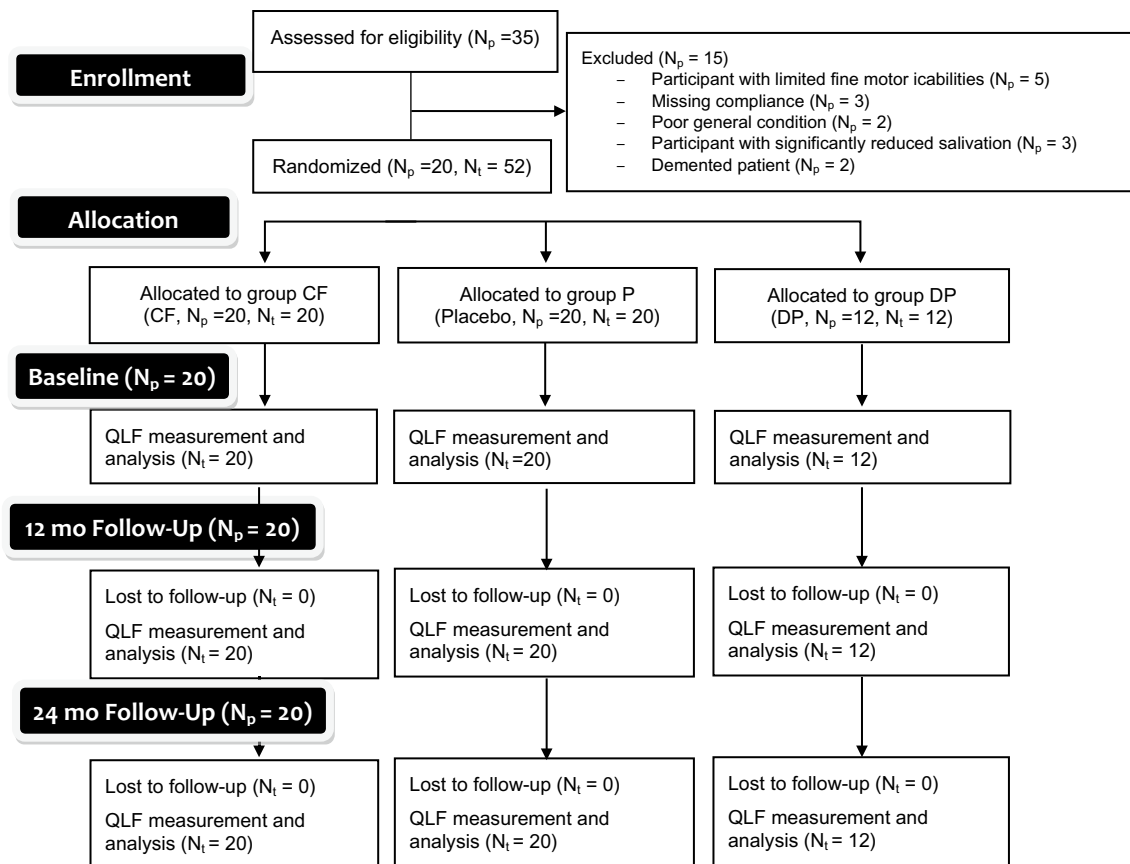 Assessed for eligibility (Np =35)
Enrollment
Excluded (Np = 15)
– Participant with limited fine motor icabilities (Np = 5)
– Missing compliance (Np = 3)
– Poor general condition (Np = 2)
– Participant with significantly reduced salivation (Np = 3)
– Demented patient (Np = 2)
Randomized (Np =20, Nt = 52)
Allocation
Allocated to group CF
(CF, Np =20, Nt = 20)
Allocated to group P
(Placebo, Np =20, Nt = 20)
Allocated to group DP
(DP, Np =12, Nt = 12)
Baseline (Np = 20)
QLF measurement and
analysis (Nt = 20)
QLF measurement and
analysis (Nt =20)
QLF measurement and
analysis (Nt = 12)
12 mo Follow-Up (Np = 20)
Lost to follow-up (Nt = 0)
QLF measurement and
analysis (Nt = 20)
Lost to follow-up (Nt = 0)
QLF measurement and
analysis (Nt = 20)
Lost to follow-up (Nt = 0)
QLF measurement and
analysis (Nt = 12)
24 mo Follow-Up (Np = 20)
Lost to follow-up (Nt = 0)
QLF measurement and
analysis (Nt = 20)
Lost to follow-up (Nt = 0)
QLF measurement and
analysis (Nt = 20)
Lost to follow-up (Nt = 0)
QLF measurement and
analysis (Nt = 12)